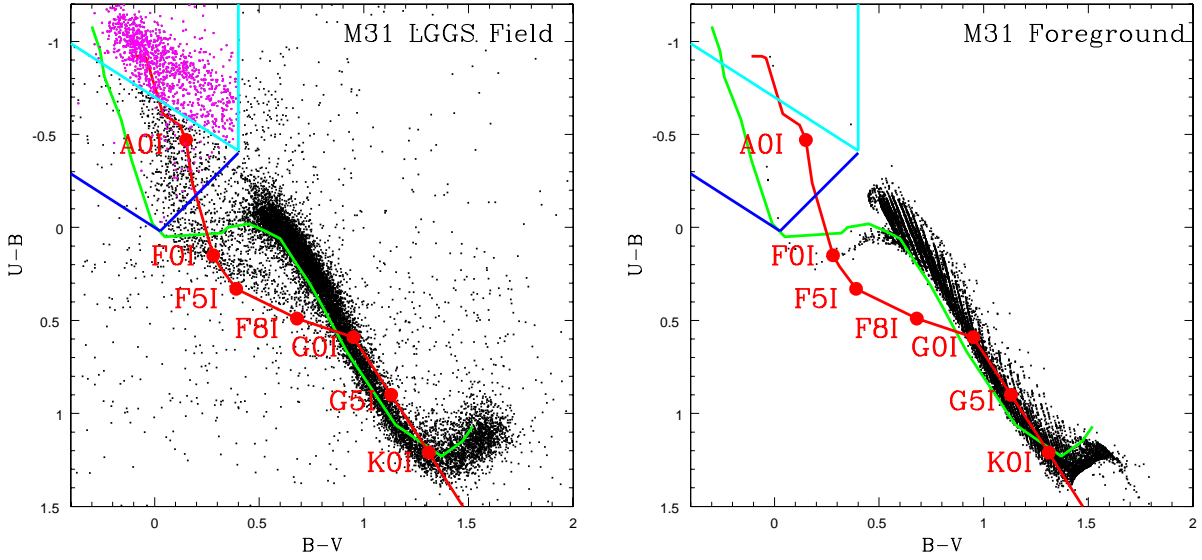 M31 LGGS Field
-1
-0.5
0
0.5
1
1.5
U-B
A0I
F0I
F5I
F8I
G0I
G5I
K0I
0
0.5
1
1.5
2
B-V
M31 Foreground
-1
-0.5
0
0.5
1
1.5
U-B
A0I
F0I
F5I
F8I
G0I
G5I
K0I
0
0.5
1
1.5
2
B-V